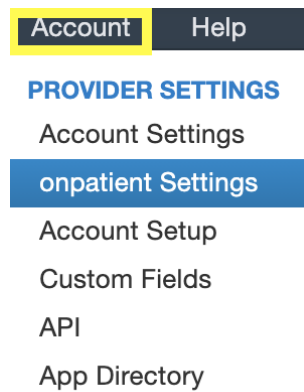 Account Help
PROVIDER SETTINGS
Account Settings
onpatient Settings
Account Setup
Custom Fields
API
App Directory